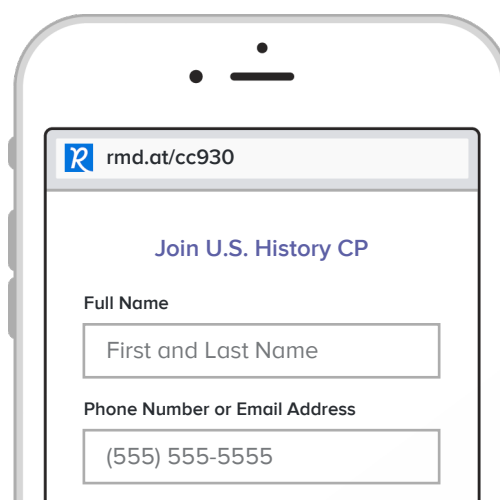 rmd.at/cc930
Join U.S. History CP
Full Name
First and Last Name
Phone Number or Email Address
(555) 555-5555